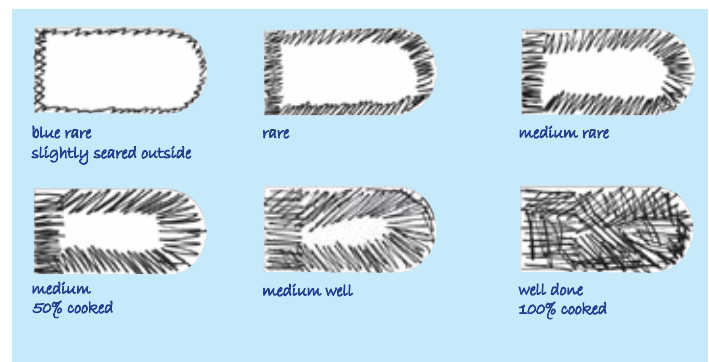 blue rare
slightly seared outside
rare
medium rare
medium
50% cooked
medium well
well done
100% cooked